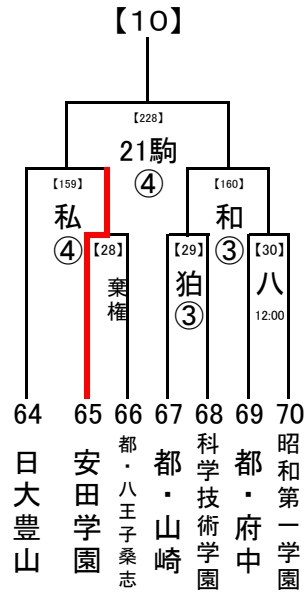 【10】
【228】
21駒
④
【159】
私
④
【160】
和
③
【28】
棄権
【29】
狛
③
【30】
八
12:00
64
日大豊山
65
安田学園
66
都・八王子桑志
67
都・山崎
68
科学技術学園
69
都・府中
70
昭和第一学園